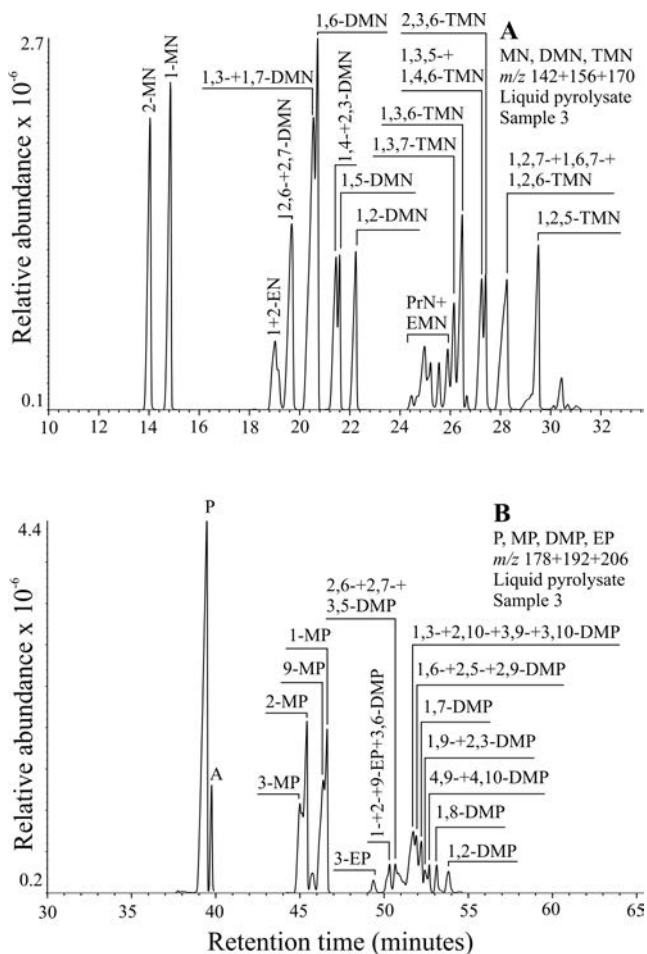 2.7
Relative abundance x 10⁻⁶
0.1
2-MN
1-MN
1,3-+1,7-DMN
1,6-DMN
2,3,6-TMN
A
MN, DMN, TMN
m/z 142+156+170
Liquid pyrolysate
Sample 3
1,3,5-+
1,4,6-TMN
1,3,6-TMN
1,3,7-TMN
1,4-+2,3-DMN
2,6-+2,7-DMN
1,5-DMN
1,2-DMN
1,2,7-+1,6,7-+
1,2,6-TMN
1,2,5-TMN
1+2-EN
PrN+
EMN
10 12 14 16 18 20 22 24 26 28 30 32
4.4
Relative abundance x 10⁻⁶
0.2
P
A
B
P, MP, DMP, EP
m/z 178+192+206
Liquid pyrolysate
Sample 3
2,6-+2,7-+
3,5-DMP
1-MP
9-MP
2-MP
3-MP
3-EP
1-+2-+9-EP+3,6-DMP
1,3-+2,10-+3,9-+3,10-DMP
1,6-+2,5-+2,9-DMP
1,7-DMP
1,9-+2,3-DMP
4,9-+4,10-DMP
1,8-DMP
1,2-DMP
30 35 40 45 50 55 60 65
Retention time (minutes)